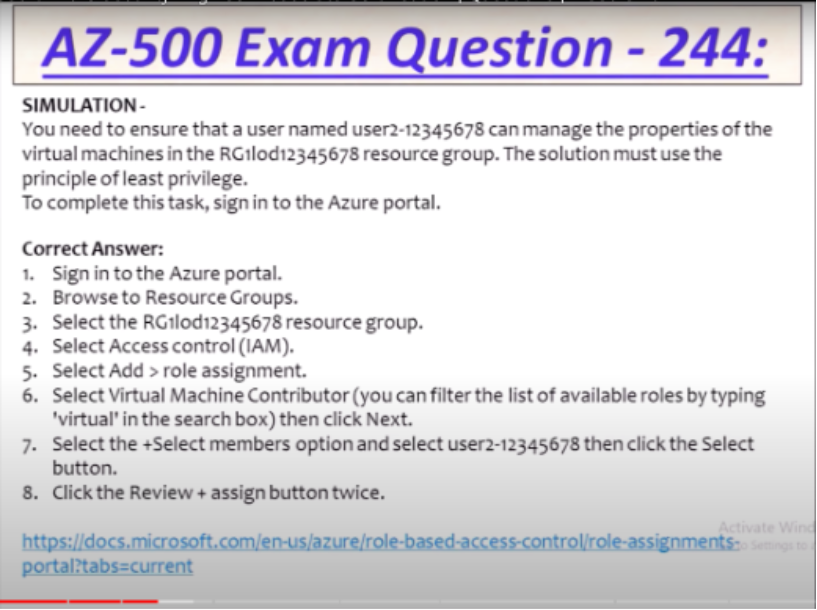 AZ-500 Exam Question - 244:
SIMULATION -
You need to ensure that a user named user2-12345678 can manage the properties of the
virtual machines in the RG1lod12345678 resource group. The solution must use the
principle of least privilege.
To complete this task, sign in to the Azure portal.
Correct Answer:
1. Sign in to the Azure portal.
2. Browse to Resource Groups.
3. Select the RG1lod12345678 resource group.
4. Select Access control (IAM).
5. Select Add > role assignment.
6. Select Virtual Machine Contributor (you can filter the list of available roles by typing
'virtual' in the search box) then click Next.
7. Select the +Select members option and select user2-12345678 then click the Select
button.
8. Click the Review + assign button twice.
Activate Wind
https://docs.microsoft.com/en-us/azure/role-based-access-control/role-assignments-
to Settings to
portal?tabs=current